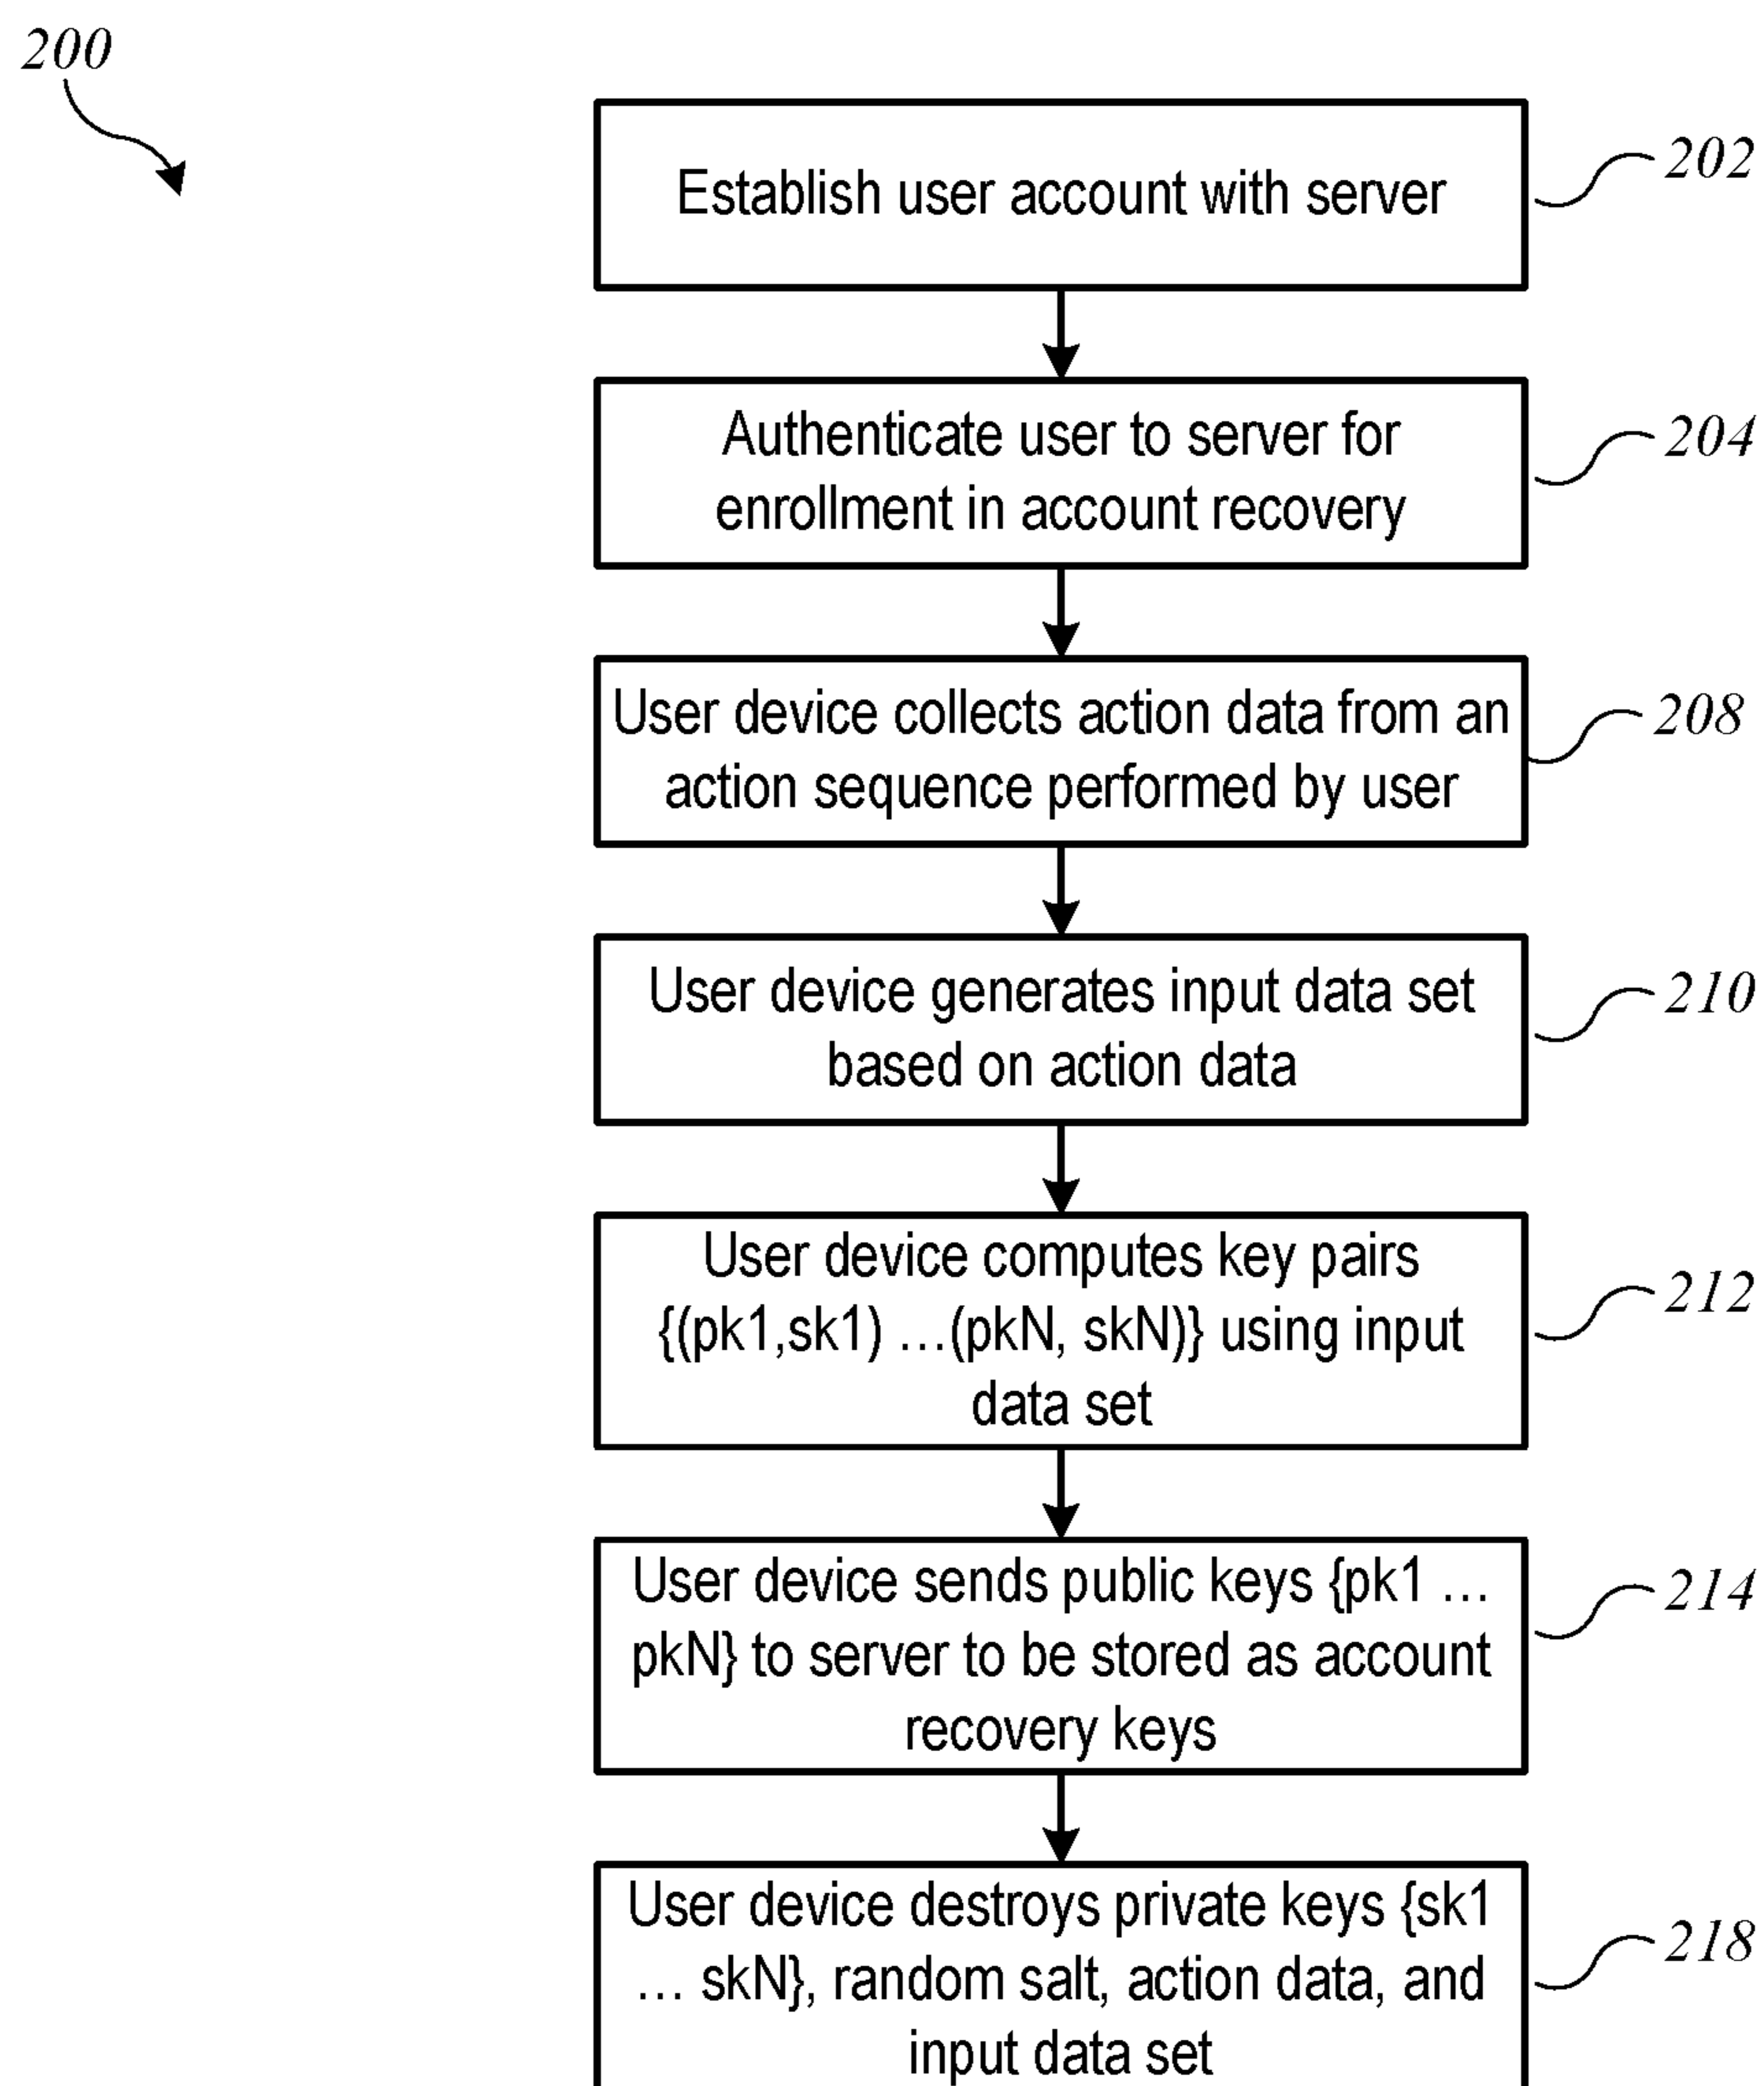 200
Establish user account with server
202
Authenticate user to server for
enrollment in account recovery
204
User device collects action data from an
action sequence performed by user
208
User device generates input data set
based on action data
210
User device computes key pairs
{(pk1,sk1) …(pkN, skN)} using input
data set
212
User device sends public keys {pk1 …
pkN} to server to be stored as account
recovery keys
214
User device destroys private keys {sk1
… skN}, random salt, action data, and
input data set
218